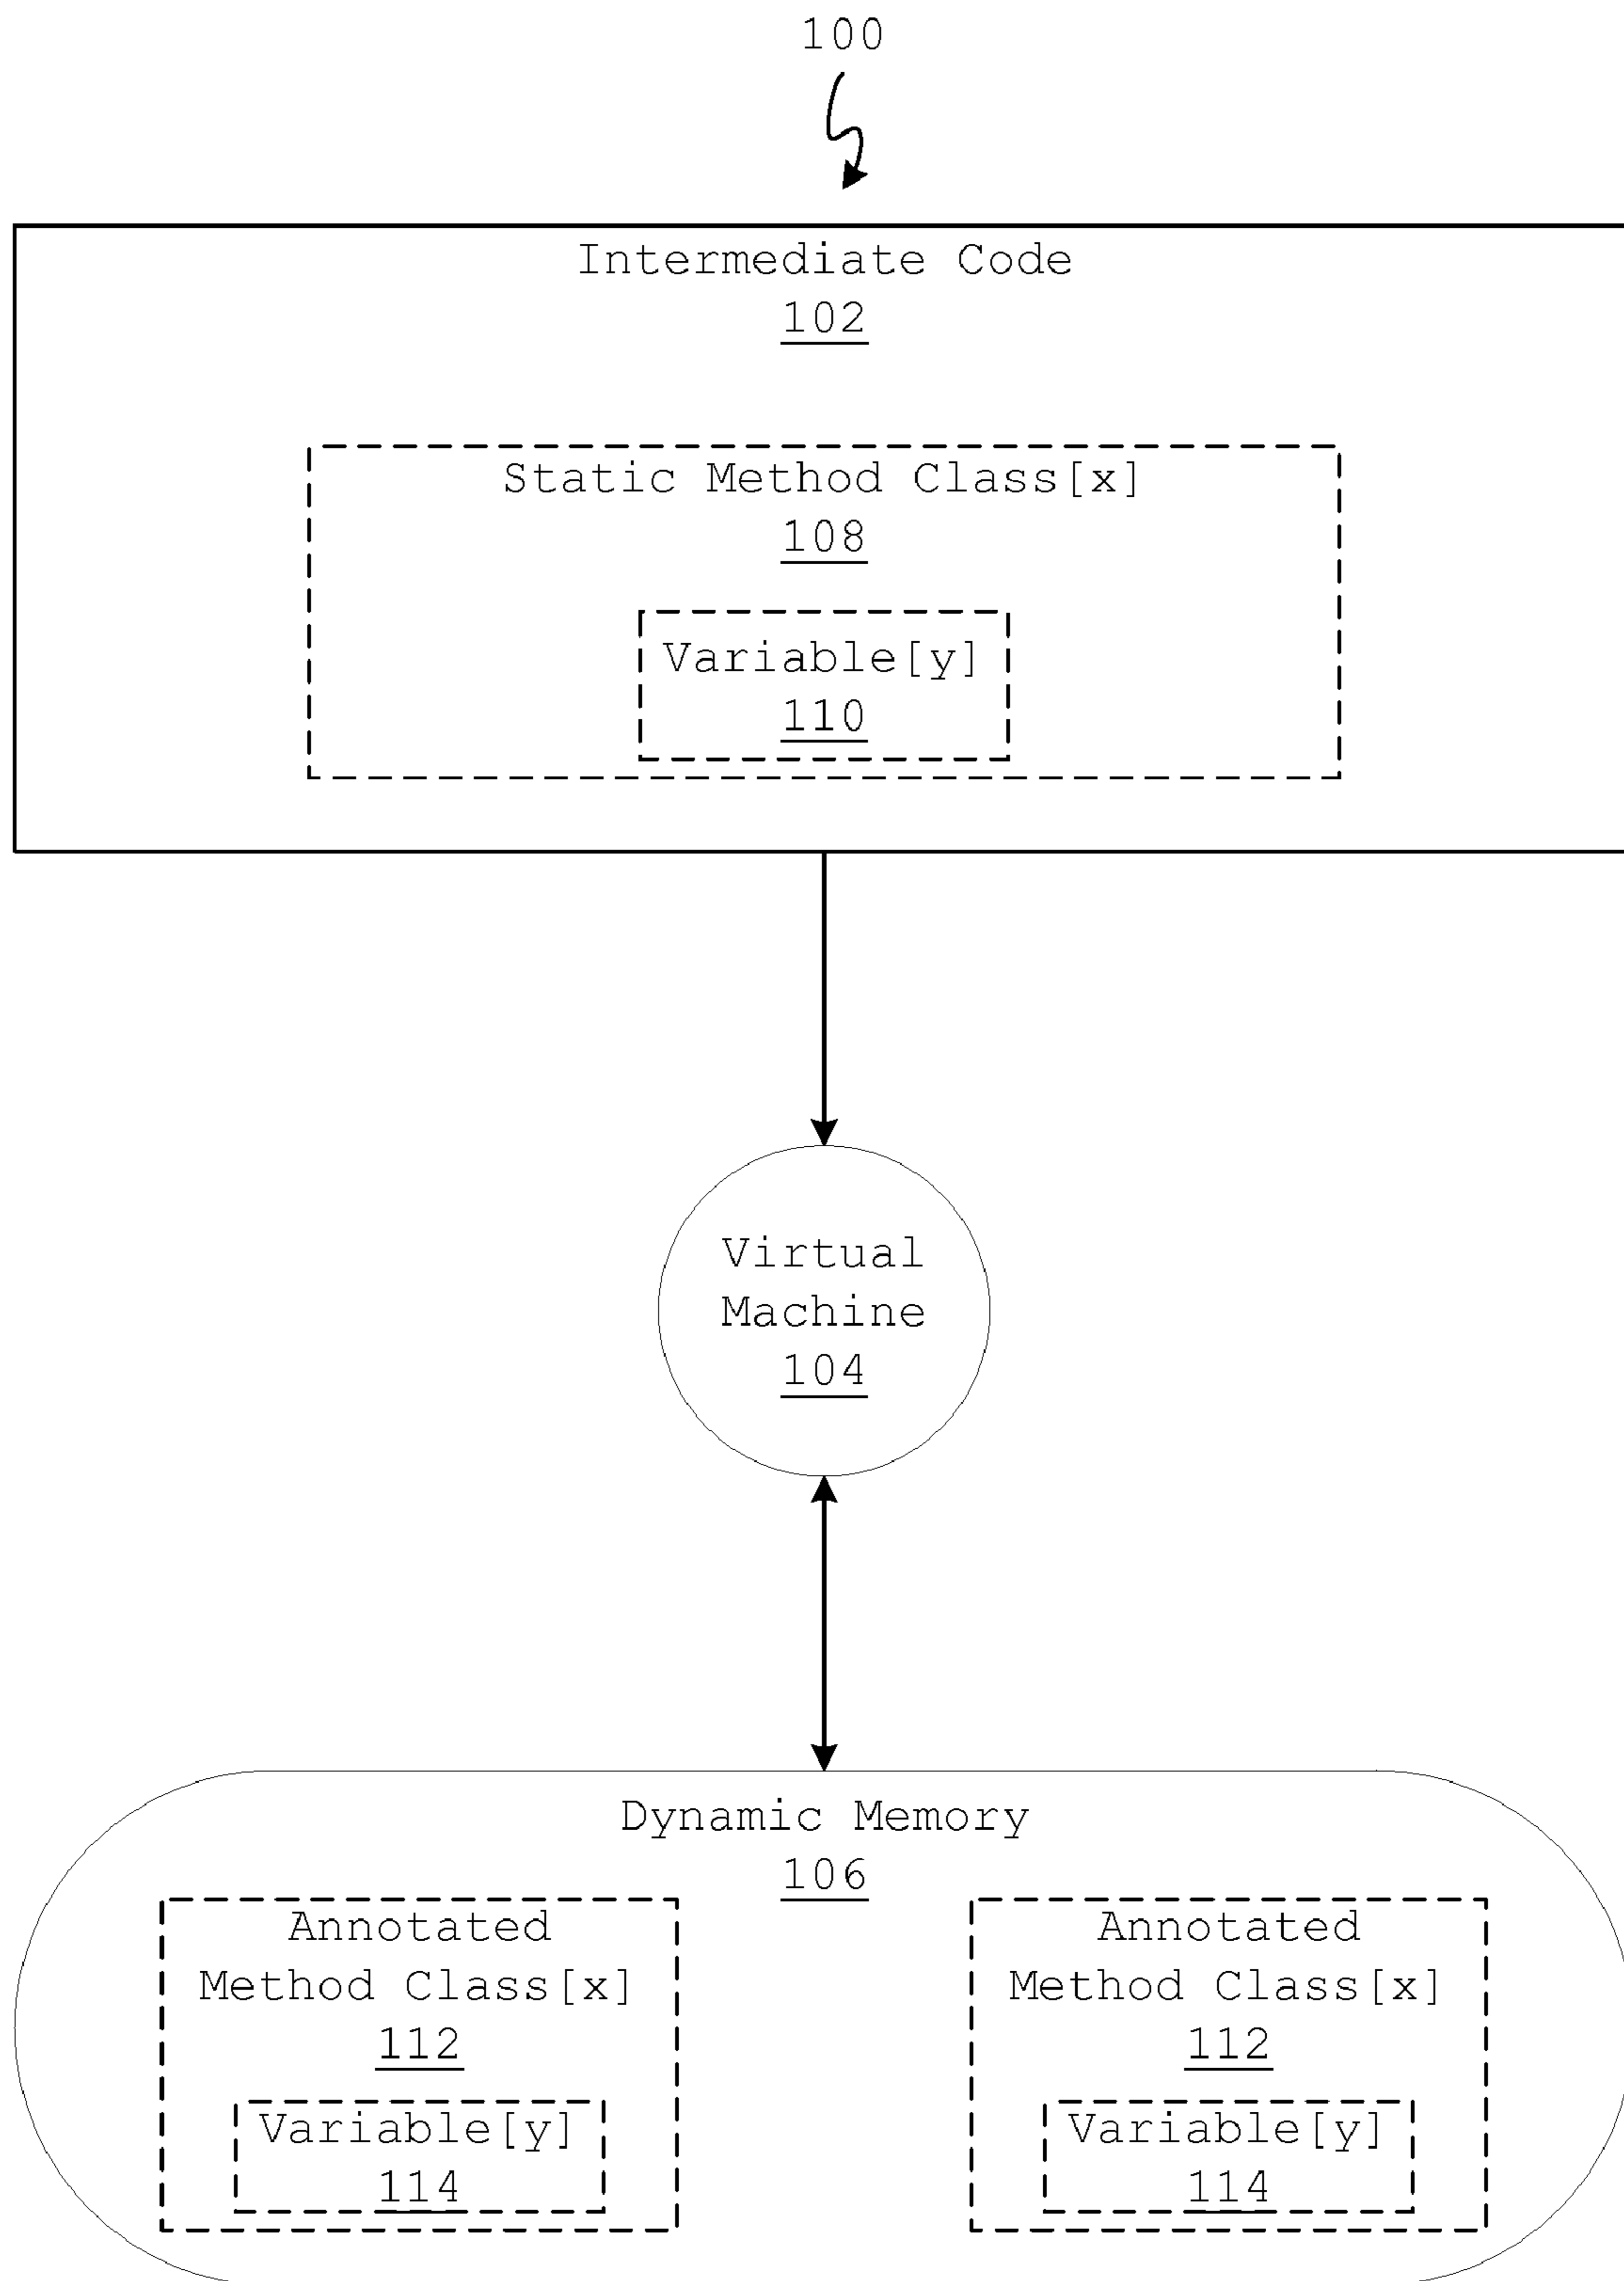 100
Intermediate Code
102
Static Method Class[x]
108
Variable[y]
110
Virtual
Machine
104
Dynamic Memory
106
Annotated
Method Class[x]
112
Variable[y]
114
Annotated
Method Class[x]
112
Variable[y]
114